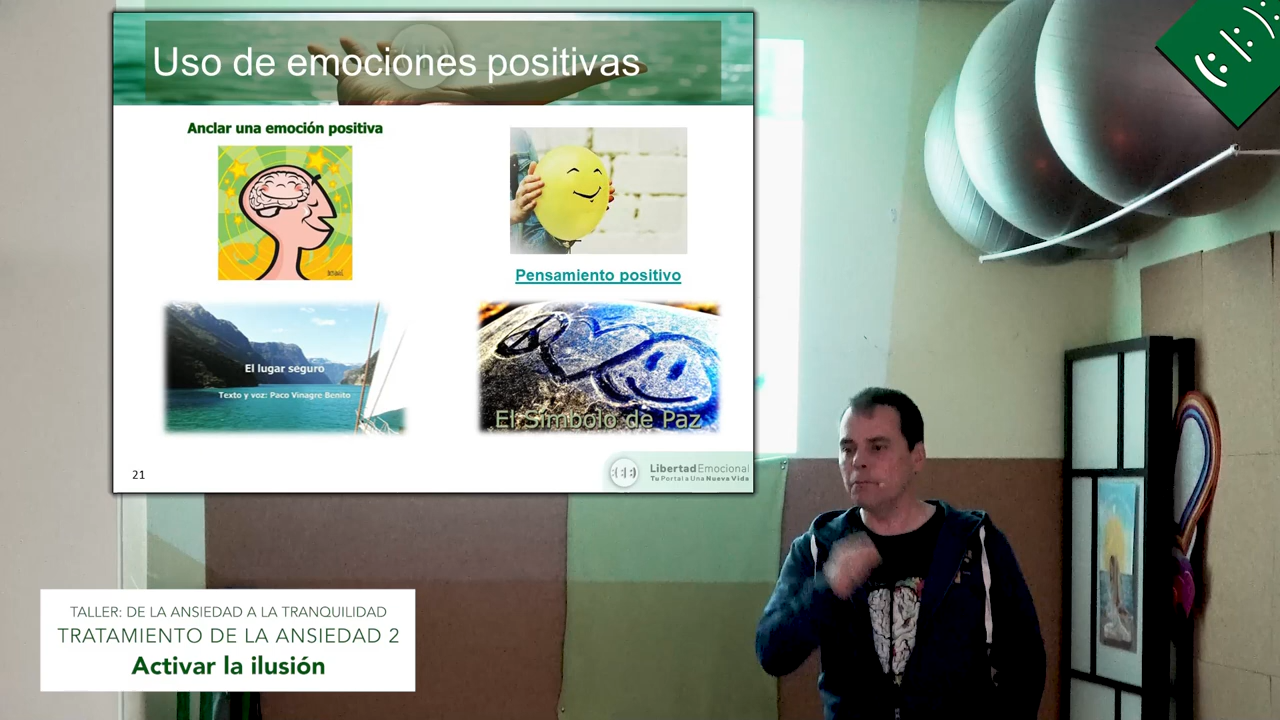 Uso de emociones positivas
Anclar una emoción positiva
Pensamiento positivo
El lugar seguro
Texto y voz: Paco Vinagre Benito
El Símbolo de Paz
21
LibertadEmocional
Tu Portal a Una Nueva Vida
TALLER: DE LA ANSIEDAD A LA TRANQUILIDAD
TRATAMIENTO DE LA ANSIEDAD 2
Activar la ilusión